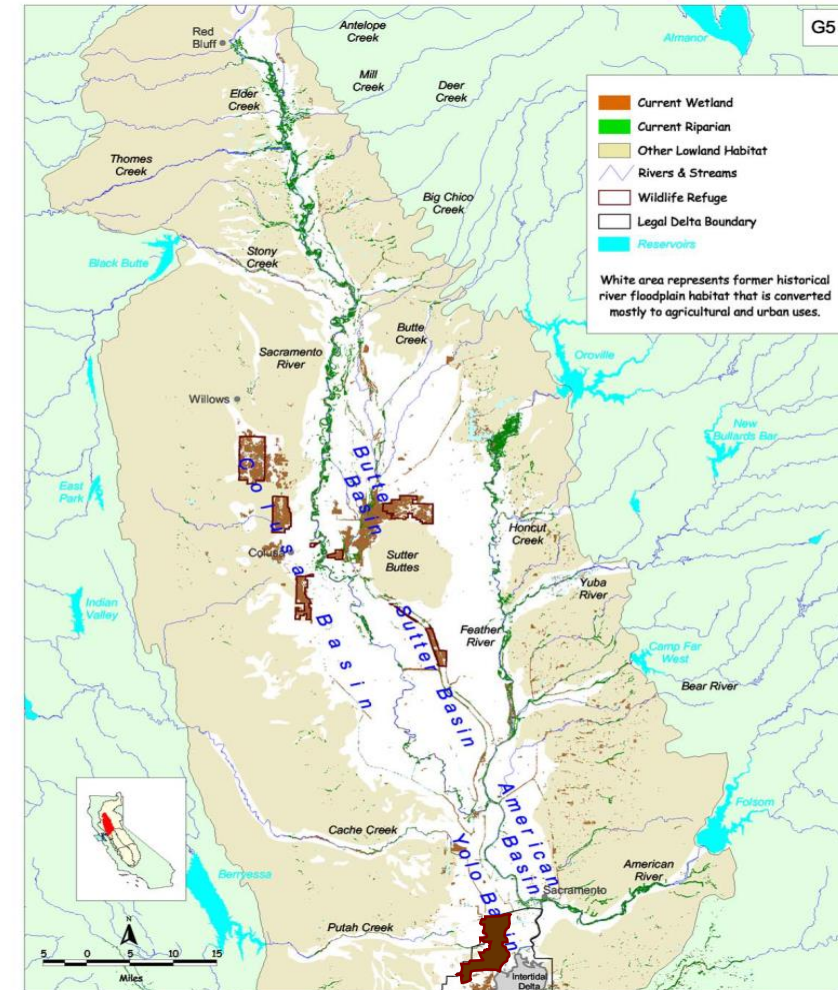 G5
Red
Bluff
Antelope
Creek
Almanor
Mill
Creek
Deer
Creek
Elder
Creek
Thomes
Creek
Big Chico
Creek
Stony
Creek
Black Butte
Butte
Creek
Sacramento
River
Oroville
Willows
New
Bullards Bar
East
Park
Butte
Basin
Colusa
Basin
Honcut
Creek
Sutter
Buttes
Yuba
River
Indian
Valley
Feather
River
Sutter
Basin
Camp Far
West
Bear River
American
Basin
Folsom
Cache Creek
Yolo Basin
American
River
Sacramento
Berryessa
Putah Creek
Intertidal
Delta
Current Wetland
Current Riparian
Other Lowland Habitat
Rivers & Streams
Wildlife Refuge
Legal Delta Boundary
Reservoirs
White area represents former historical
river floodplain habitat that is converted
mostly to agricultural and urban uses.
N
5 0 5 10 15
Miles